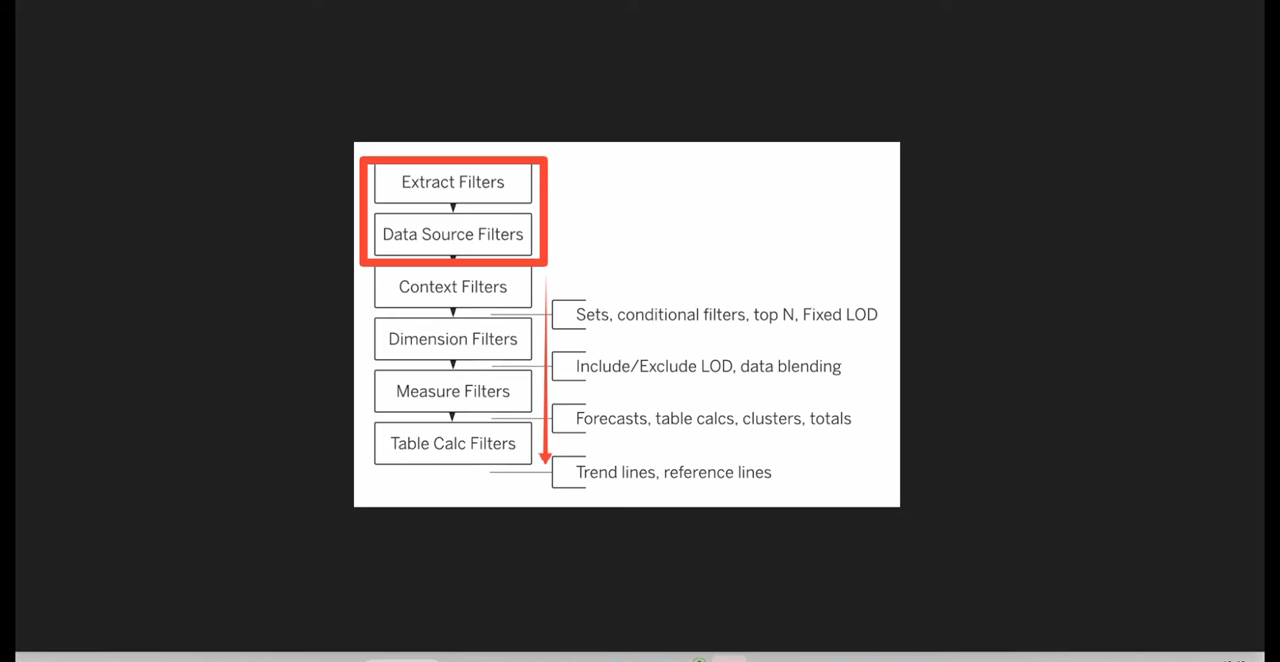 Extract Filters
Data Source Filters
Context Filters
Sets, conditional filters, top N, Fixed LOD
Dimension Filters
Include/Exclude LOD, data blending
Measure Filters
Forecasts, table calcs, clusters, totals
Table Calc Filters
Trend lines, reference lines